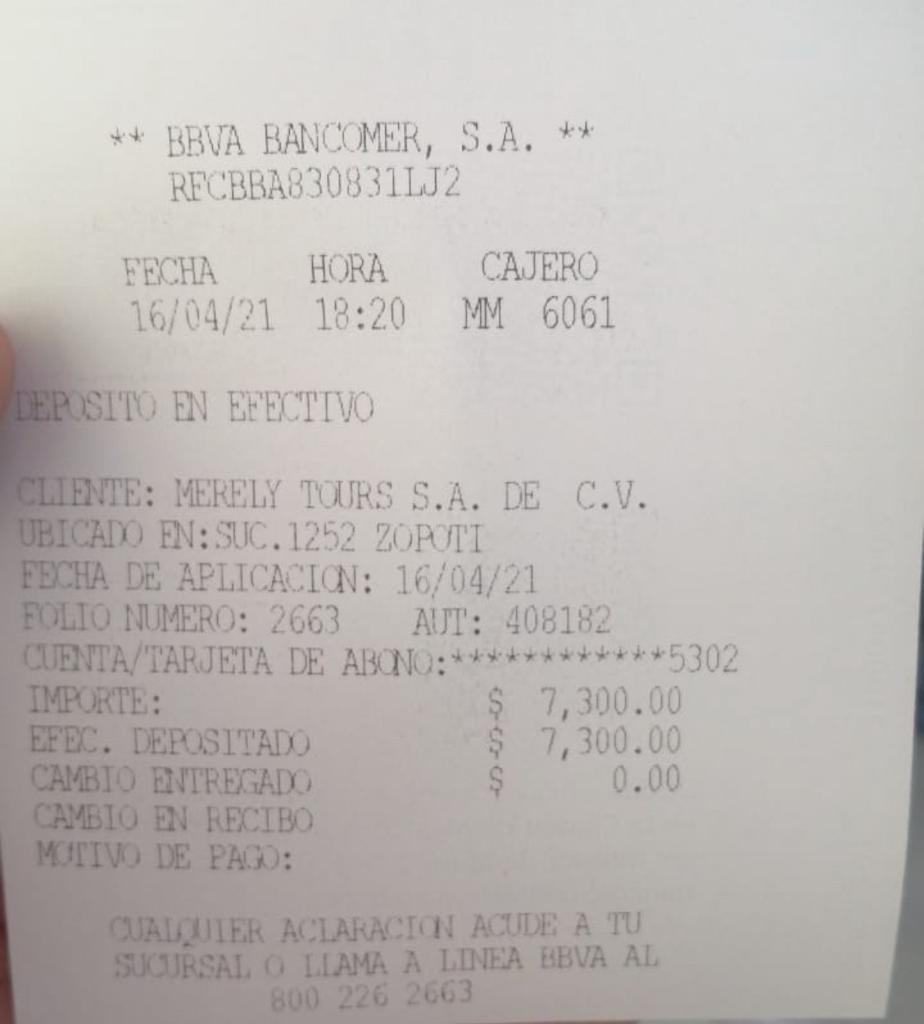 ** BBVA BANCOMER, S.A. **
RFCBBA830831LJ2
FECHA HORA CAJERO
16/04/21 18:20 MM 6061
DEPOSITO EN EFECTIVO
CLIENTE: MERELY TOURS S.A. DE C.V.
UBICADO EN:SUC.1252 ZOPOTI
FECHA DE APLICACION: 16/04/21
FOLIO NUMERO: 2663 AUT: 408182
CUENTA/TARJETA DE ABONO:************5302
IMPORTE: $ 7,300.00
EFEC. DEPOSITADO $ 7,300.00
CAMBIO ENTREGADO $ 0.00
CAMBIO EN RECIBO
MOTIVO DE PAGO:
CUALQUIER ACLARACION ACUDE A TU
SUCURSAL O LLAMA A LINEA BBVA AL
800 226 2663